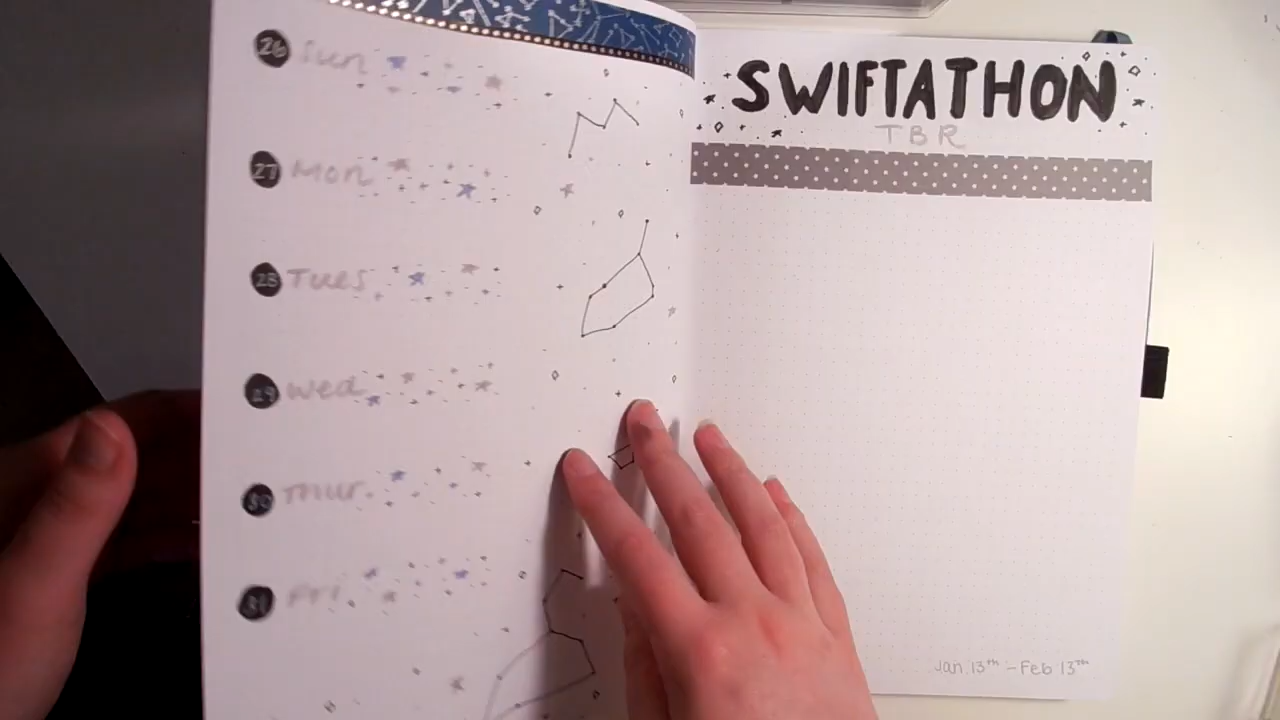 26 Sun
27 Mon
28 Tues
29 Wed
30 Thur.
31 Fri
SWIFTATHON
TBR
Jan. 13th - Feb 13th